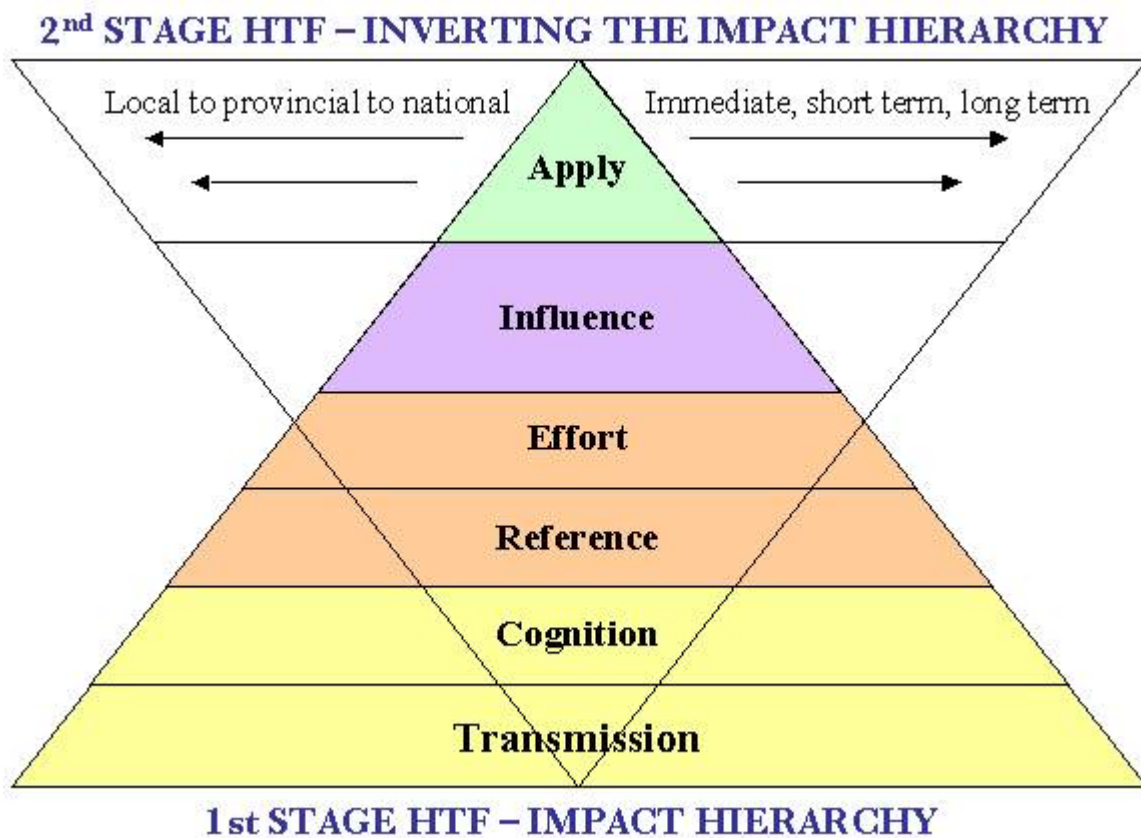 2nd STAGE HTF – INVERTING THE IMPACT HIERARCHY
Local to provincial to national
Immediate, short term, long term
Apply
Influence
Effort
Reference
Cognition
Transmission
1st STAGE HTF – IMPACT HIERARCHY